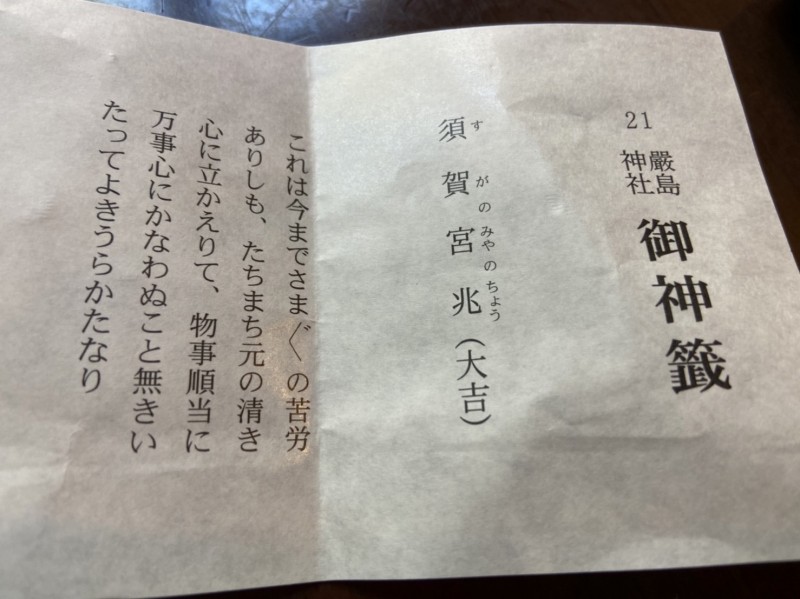 21
嚴島神社
御神籤
須賀宮兆(大吉)
すがのみやのちょう
これは今までさま〴〵の苦労
ありしも、たちまち元の清き
心に立かえりて、物事順当に
万事心にかなわぬこと無きい
たってよきうらかたなり